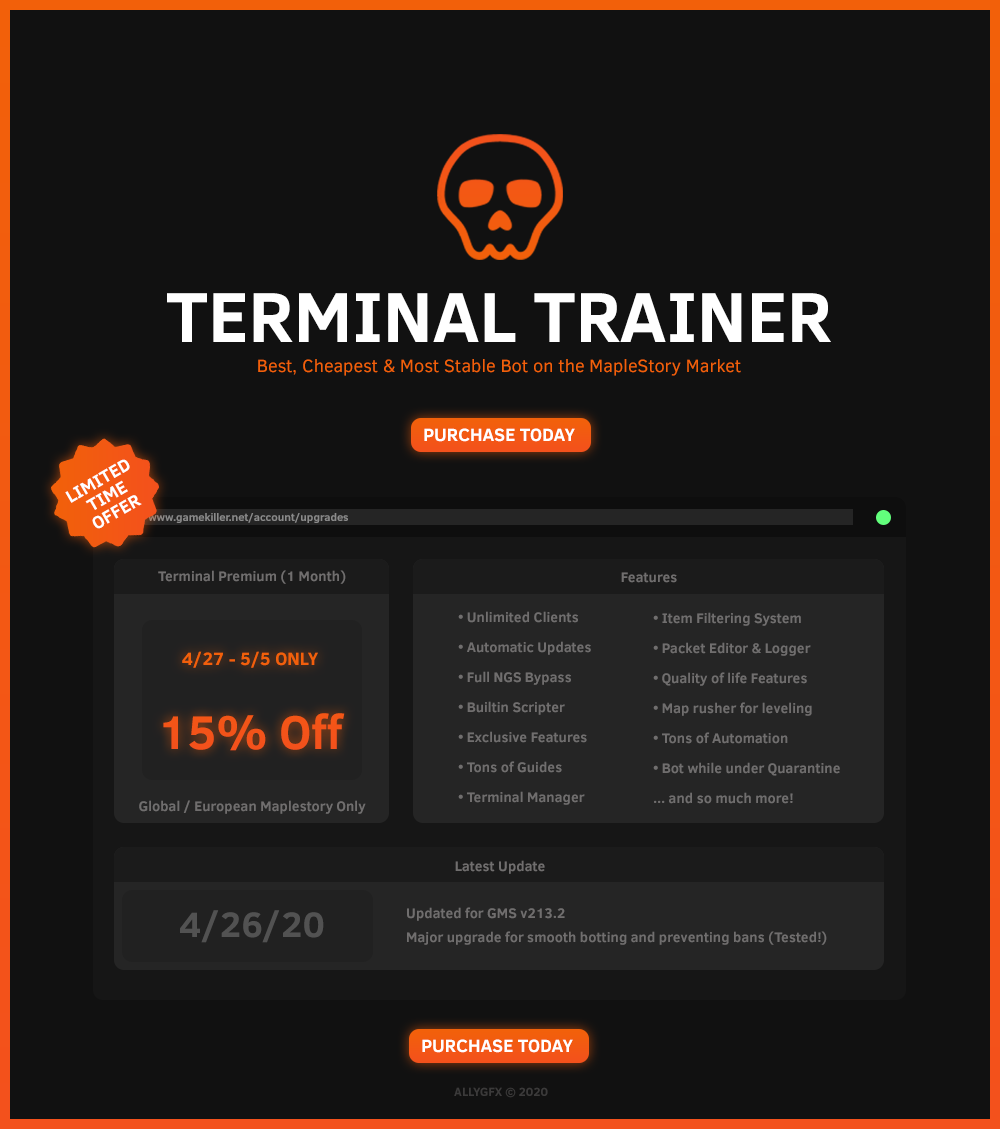 TERMINAL TRAINER
Best, Cheapest & Most Stable Bot on the MapleStory Market
PURCHASE TODAY
LIMITED
TIME
OFFER
www.gamekiller.net/account/upgrades
Terminal Premium (1 Month)
4/27 - 5/5 ONLY
15% Off
Global / European Maplestory Only
Features
• Unlimited Clients
• Automatic Updates
• Full NGS Bypass
• Builtin Scripter
• Exclusive Features
• Tons of Guides
• Terminal Manager
• Item Filtering System
• Packet Editor & Logger
• Quality of life Features
• Map rusher for leveling
• Tons of Automation
• Bot while under Quarantine
... and so much more!
Latest Update
4/26/20
Updated for GMS v213.2
Major upgrade for smooth botting and preventing bans (Tested!)
PURCHASE TODAY
ALLYGFX © 2020